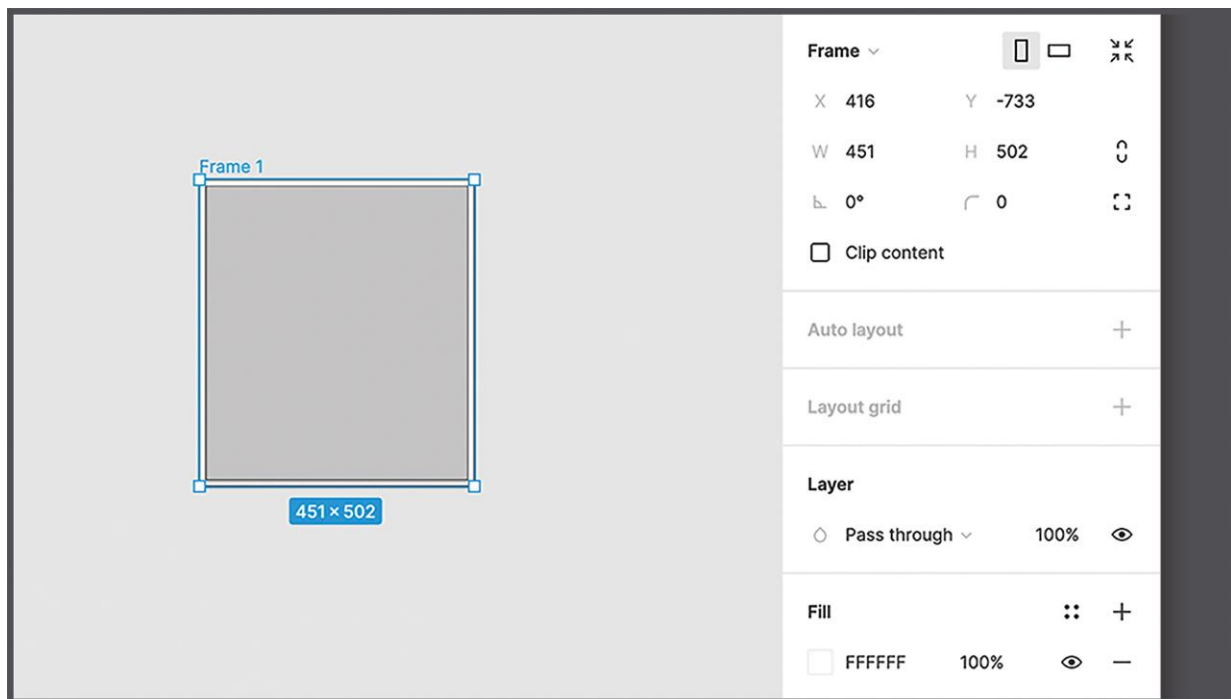 Frame 1
451 × 502
Frame
X 416 Y -733
W 451 H 502
0° 0
Clip content
Auto layout
Layout grid
Layer
Pass through 100%
Fill
FFFFFF 100%